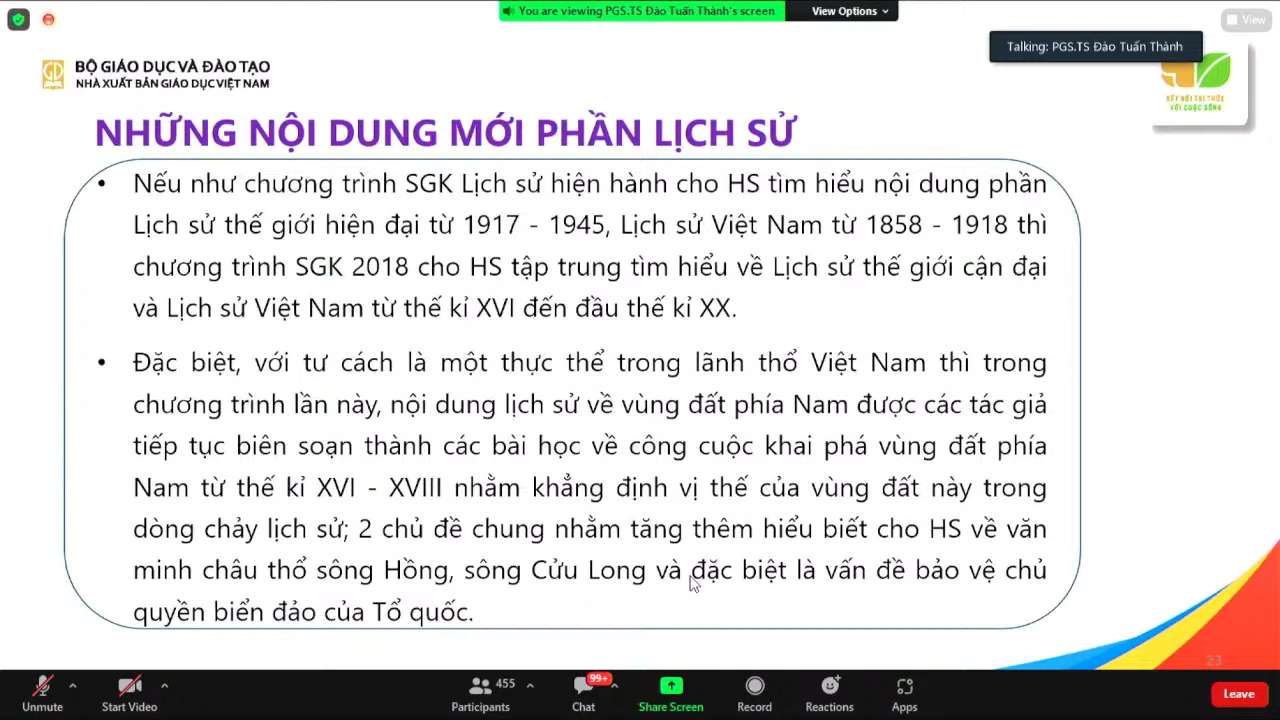 You are viewing PGS.TS Đào Tuấn Thành's screen
View Options
View
Talking: PGS.TS Đào Tuấn Thành
BỘ GIÁO DỤC VÀ ĐÀO TẠO
NHÀ XUẤT BẢN GIÁO DỤC VIỆT NAM
KẾT NỐI TRI THỨC
VỚI CUỘC SỐNG
NHỮNG NỘI DUNG MỚI PHẦN LỊCH SỬ
• Nếu như chương trình SGK Lịch sử hiện hành cho HS tìm hiểu nội dung phần
Lịch sử thế giới hiện đại từ 1917 - 1945, Lịch sử Việt Nam từ 1858 - 1918 thì
chương trình SGK 2018 cho HS tập trung tìm hiểu về Lịch sử thế giới cận đại
và Lịch sử Việt Nam từ thế kỉ XVI đến đầu thế kỉ XX.
• Đặc biệt, với tư cách là một thực thể trong lãnh thổ Việt Nam thì trong
chương trình lần này, nội dung lịch sử về vùng đất phía Nam được các tác giả
tiếp tục biên soạn thành các bài học về công cuộc khai phá vùng đất phía
Nam từ thế kỉ XVI - XVIII nhằm khẳng định vị thế của vùng đất này trong
dòng chảy lịch sử; 2 chủ đề chung nhằm tăng thêm hiểu biết cho HS về văn
minh châu thổ sông Hồng, sông Cửu Long và đặc biệt là vấn đề bảo vệ chủ
quyền biển đảo của Tổ quốc.
23
Unmute
Start Video
455
Participants
99+
Chat
Share Screen
Record
Reactions
Apps
Leave